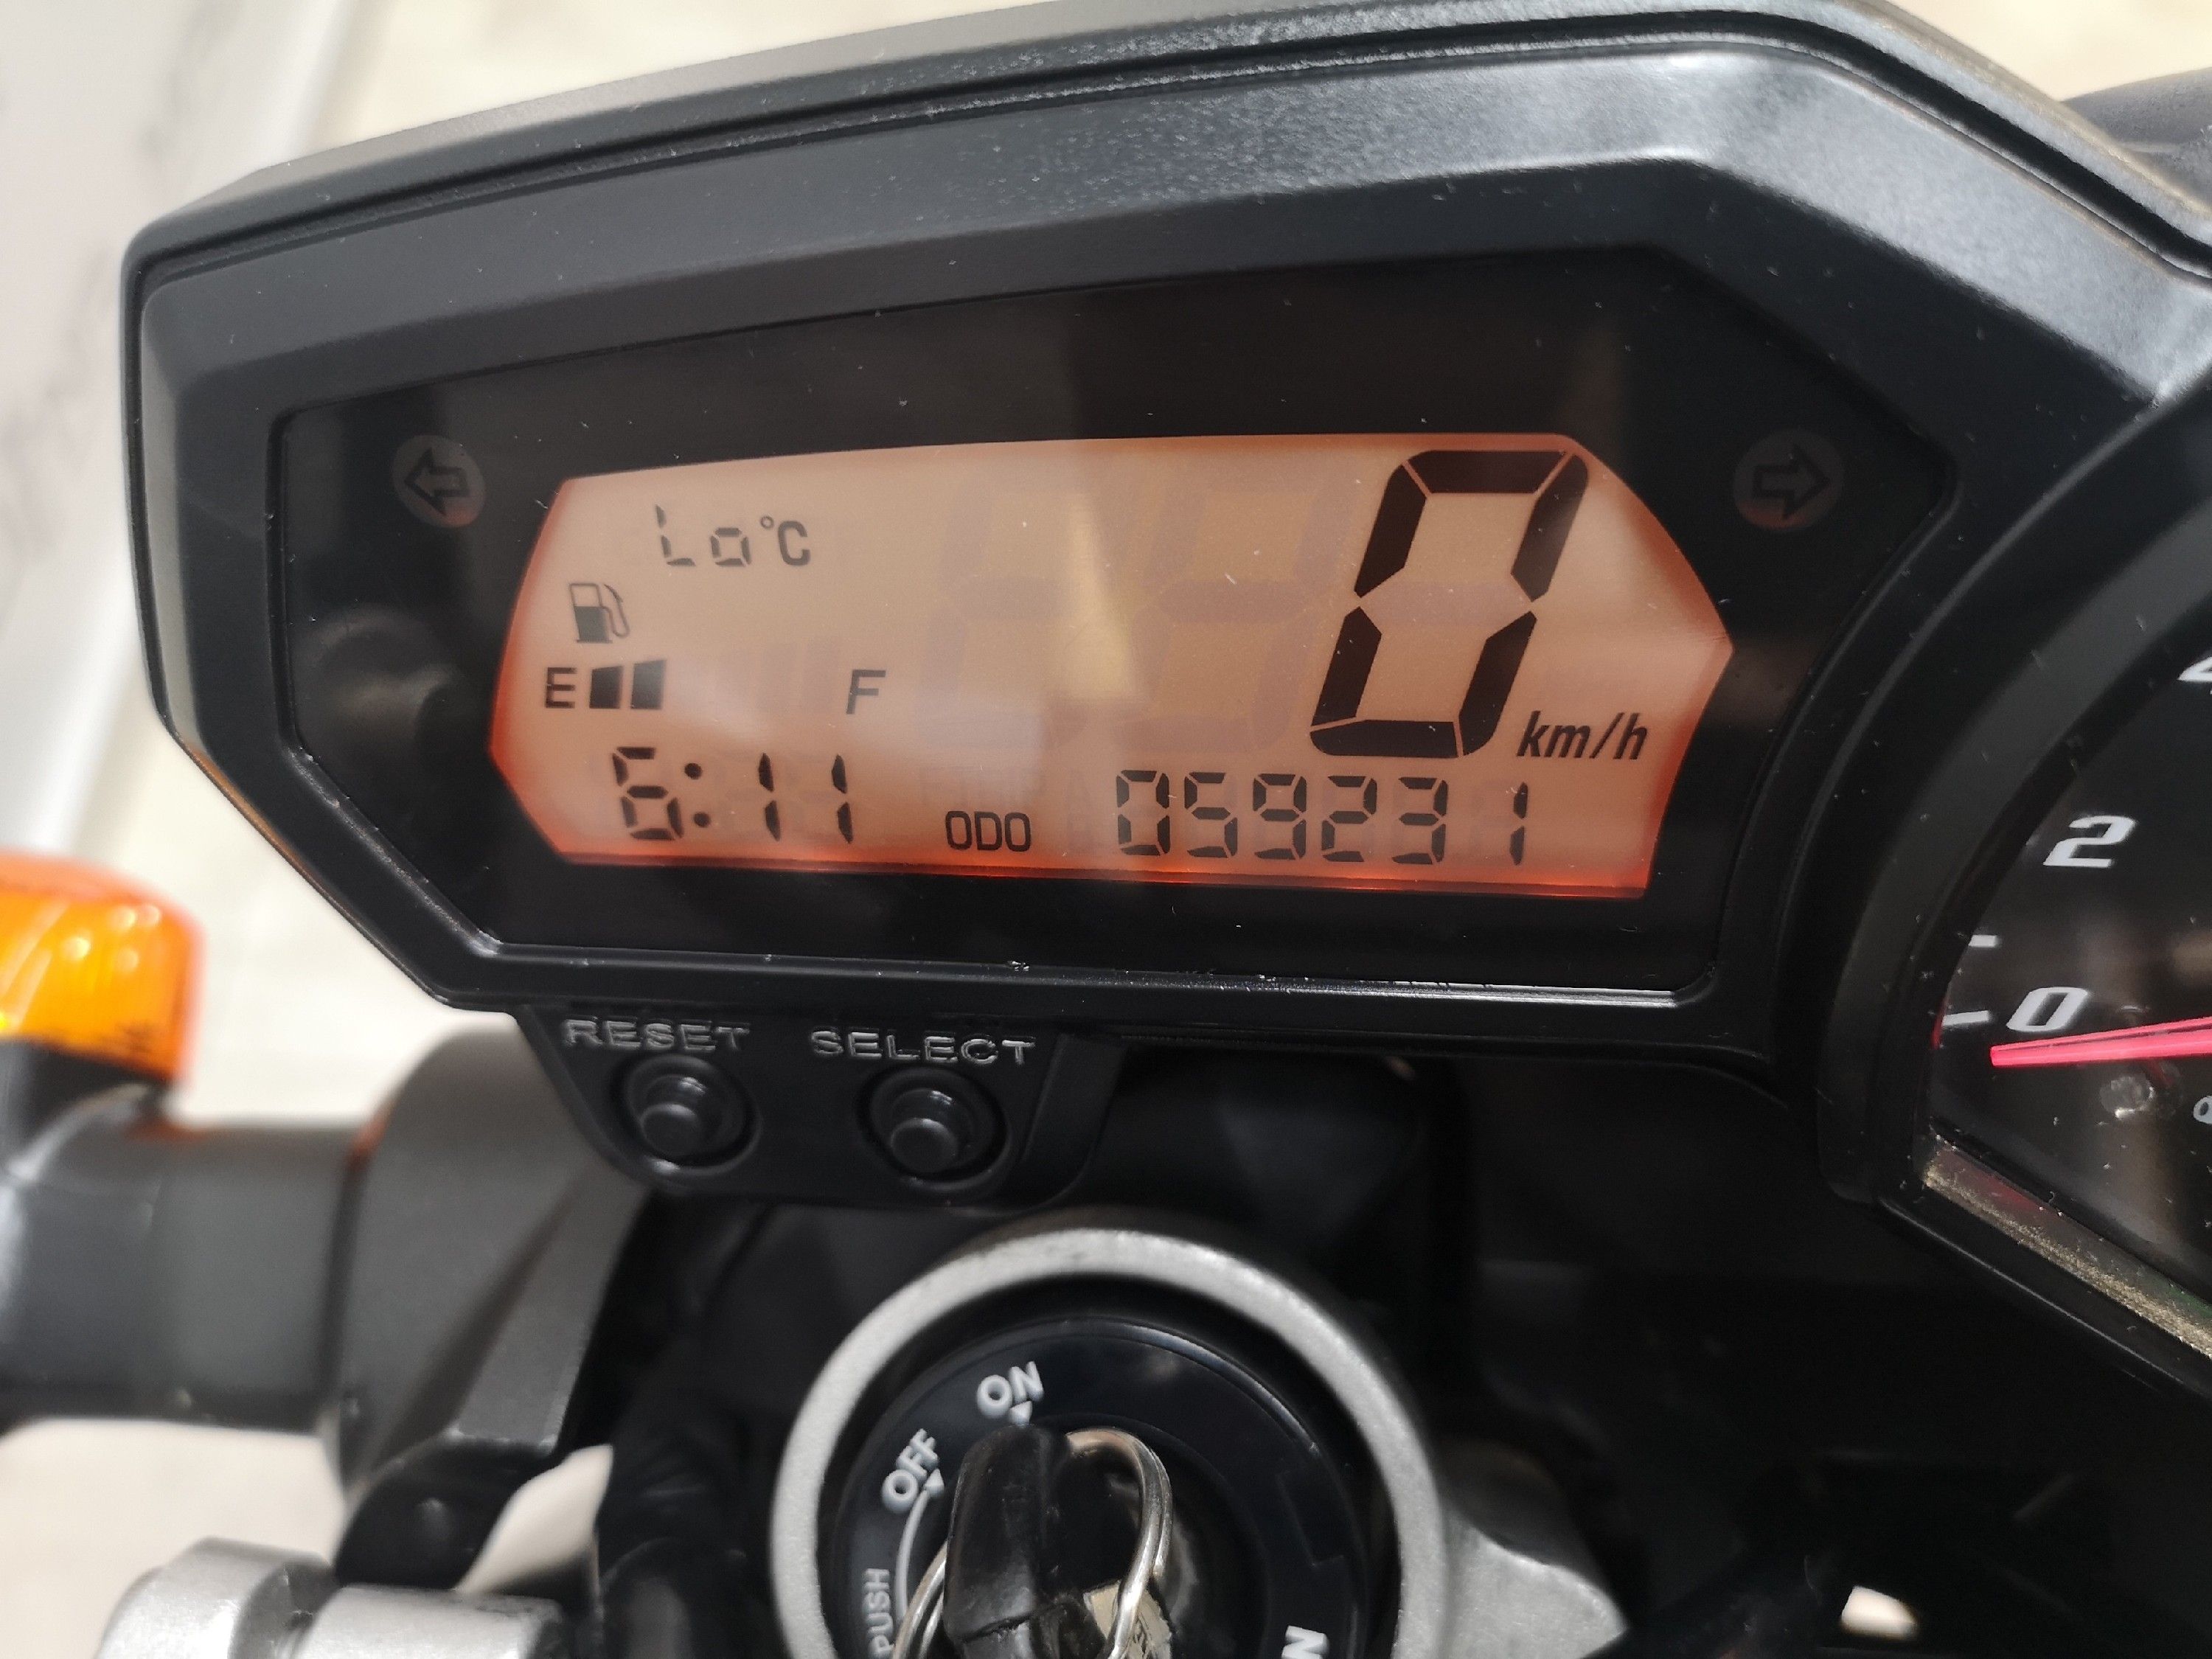 Lo°C
0 km/h
E F
6:11 ODO 059231
RESET SELECT
2
0
ON
OFF
PUSH